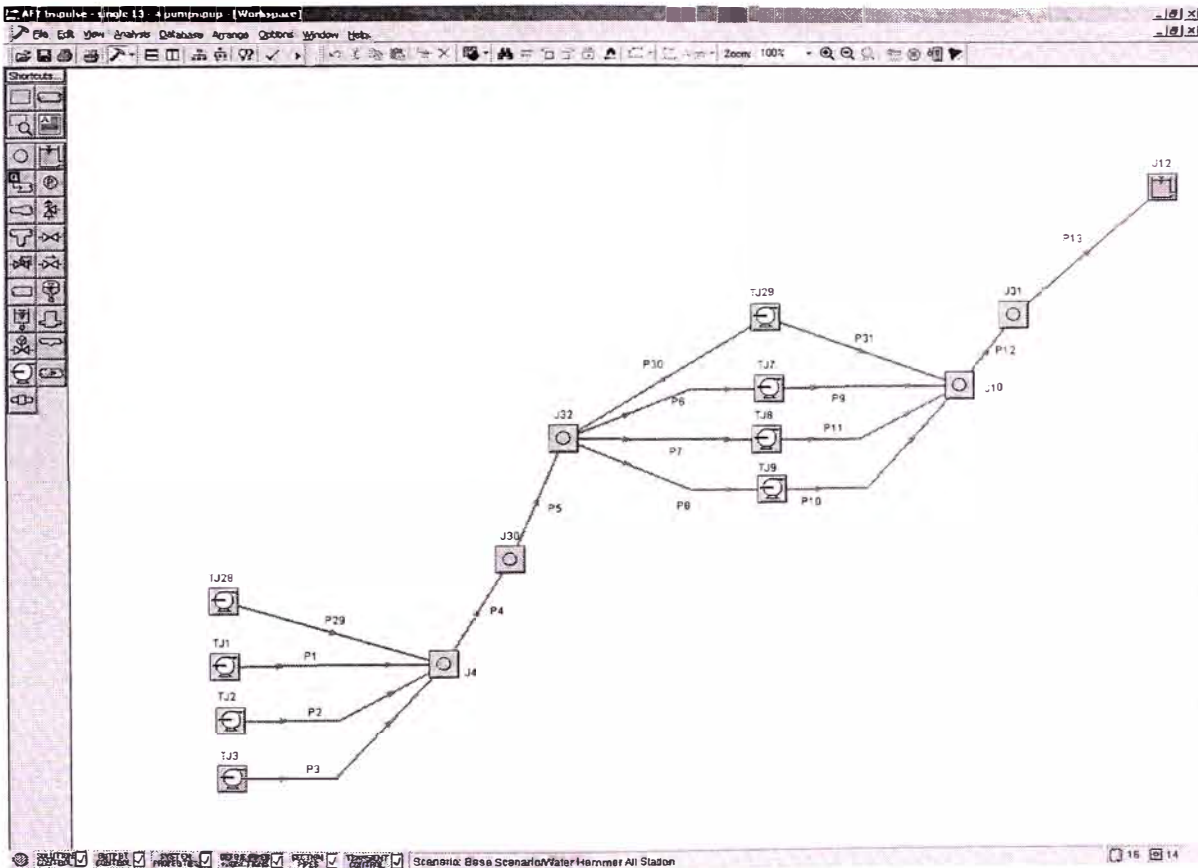 AFT Impulse - single L3 - 4 pump - [Workspace]
File Edit View Analysis Database Arrange Options Window Help
Zoom: 100%
Shortcuts...
J12
P13
TJ29
J31
P31
P12
P30
TJ7
J10
P6
P9
J32
TJ8
P11
P7
TJ9
P5
P8
P10
J30
TJ28
P4
P29
TJ1
P1
J4
TJ2
P2
TJ3
P3
Scenario: Base Scenario/Water Hammer All Station
16 14